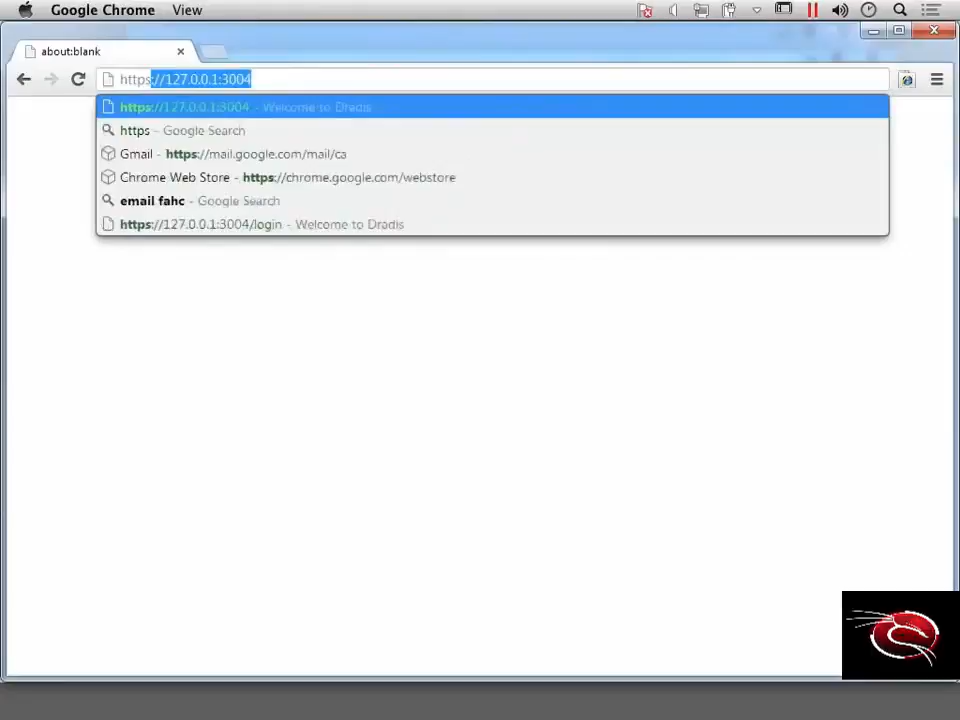 Google Chrome View
about:blank
https://127.0.0.1:3004
https://127.0.0.1:3004 - Welcome to Dradis
https - Google Search
Gmail - https://mail.google.com/mail/ca
Chrome Web Store - https://chrome.google.com/webstore
email fahc - Google Search
https://127.0.0.1:3004/login - Welcome to Dradis